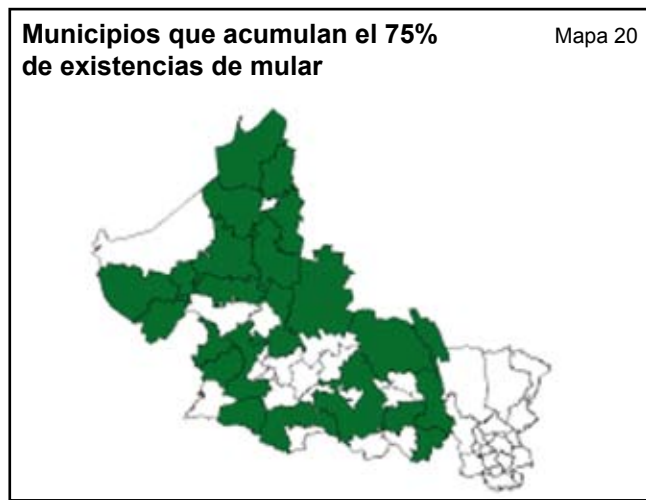 Municipios que acumulan el 75%
de existencias de mular
Mapa 20